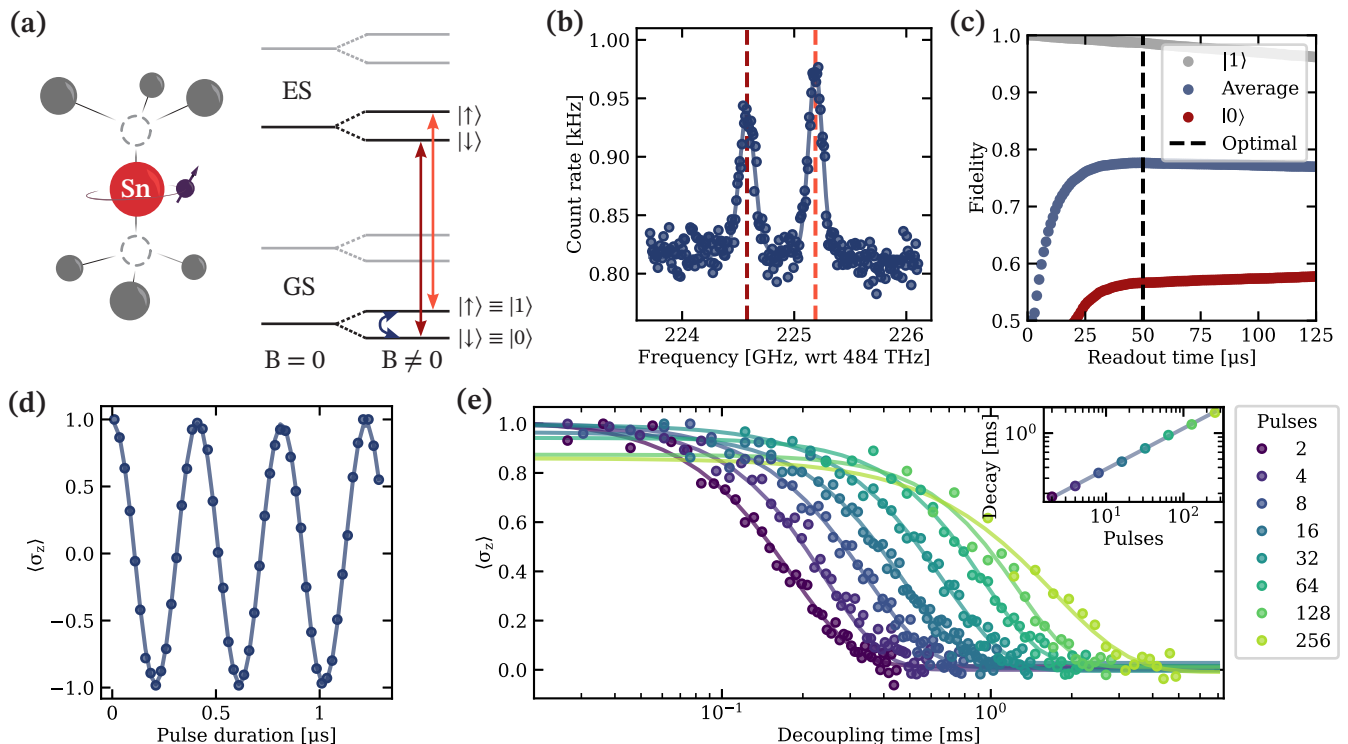 (a)
Sn
ES
GS
|↑⟩
|↓⟩
|↑⟩ ≡ |1⟩
|↓⟩ ≡ |0⟩
B = 0
B ≠ 0
(b)
1.00
0.95
0.90
0.85
0.80
Count rate [kHz]
224
225
226
Frequency [GHz, wrt 484 THz]
(c)
1.0
0.9
0.8
0.7
0.6
0.5
Fidelity
|1⟩
Average
|0⟩
Optimal
0
25
50
75
100
125
Readout time [μs]
(d)
1.0
0.5
0.0
−0.5
−1.0
⟨σz⟩
0
0.5
1
Pulse duration [μs]
(e)
1.0
0.8
0.6
0.4
0.2
0.0
⟨σz⟩
10⁻¹
10⁰
Decoupling time [ms]
Decay [ms]
10⁰
10¹
10²
Pulses
Pulses
2
4
8
16
32
64
128
256